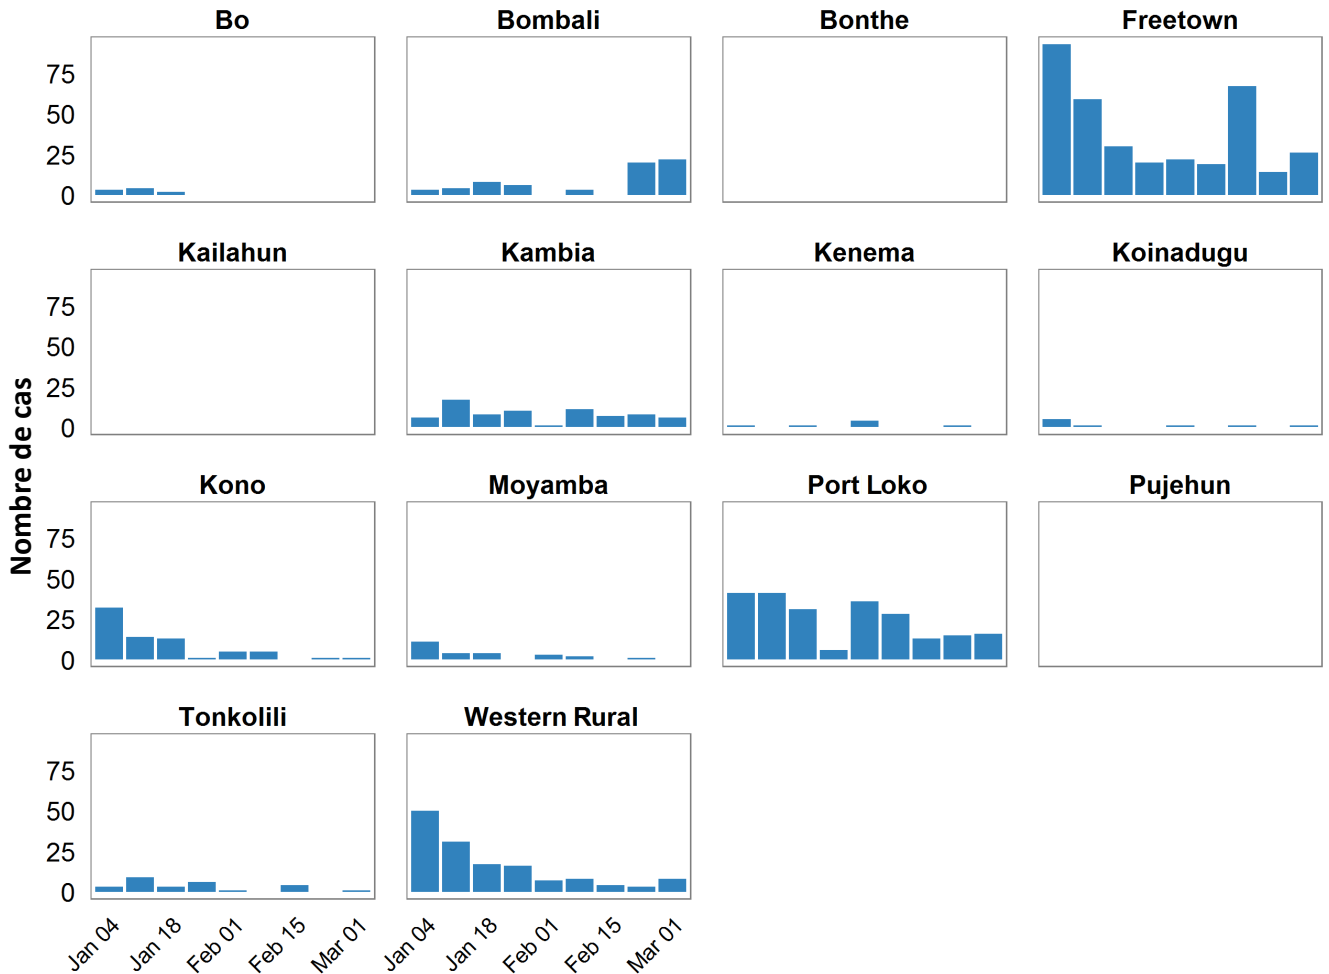 Bo
Bombali
Bonthe
Freetown
75
50
25
0
Kailahun
Kambia
Kenema
Koinadugu
75
50
25
0
Nombre de cas
Kono
Moyamba
Port Loko
Pujehun
75
50
25
0
Tonkolili
Western Rural
75
50
25
0
Jan 04
Jan 18
Feb 01
Feb 15
Mar 01
Jan 04
Jan 18
Feb 01
Feb 15
Mar 01